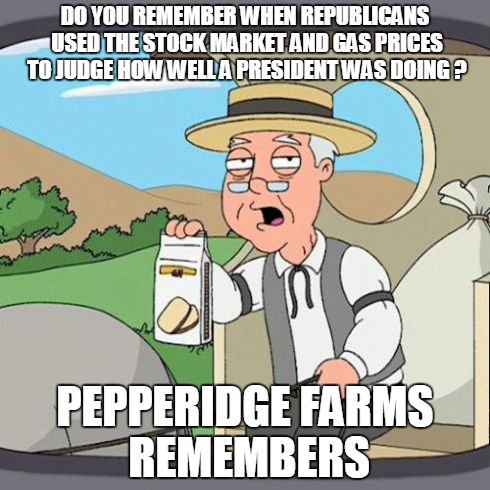 DO YOU REMEMBER WHEN REPUBLICANS
USED THE STOCK MARKET AND GAS PRICES
TO JUDGE HOW WELL A PRESIDENT WAS DOING ?
PEPPERIDGE FARMS
REMEMBERS